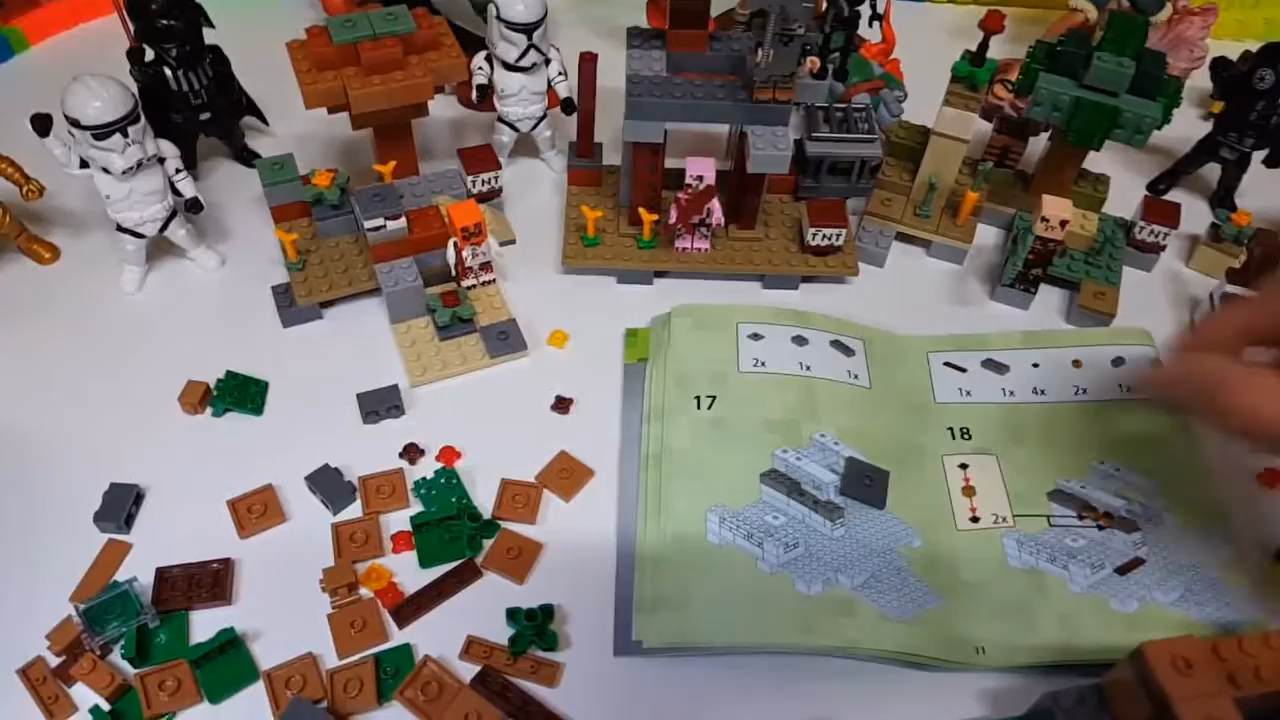 TNT
TNT
TNT
2x 1x 1x
17
1x 1x 4x 2x 1x
18
2x
11